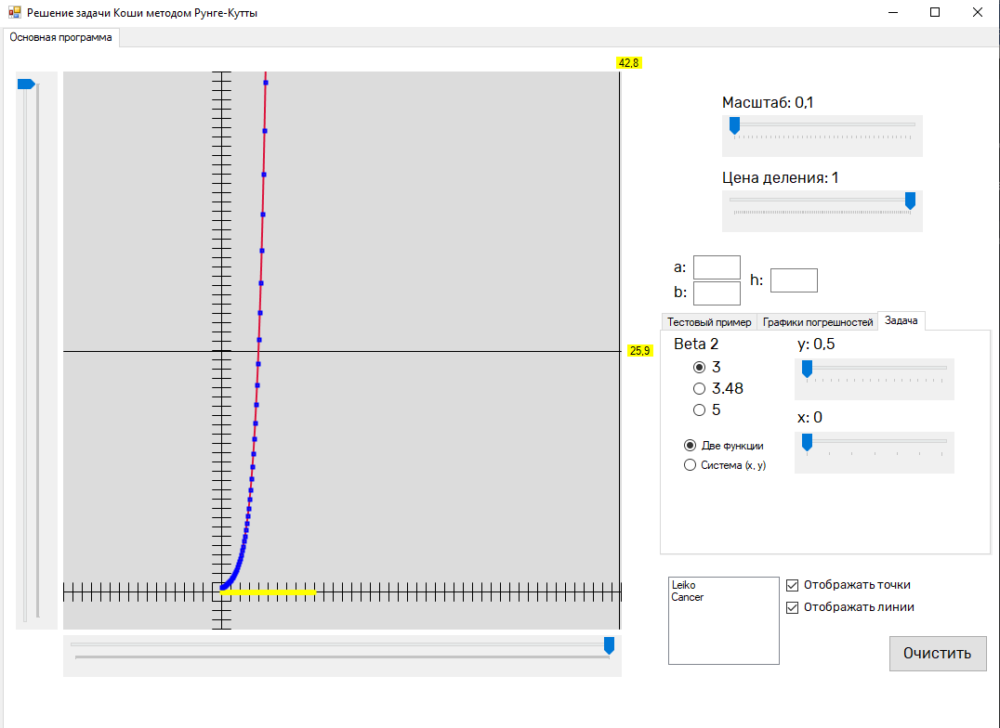 Решение задачи Коши методом Рунге-Кутты
Основная программа
42,8
25,9
Масштаб: 0,1
Цена деления: 1
a:
b:
h:
Тестовый пример
Графики погрешностей
Задача
Beta 2
3
3.48
5
Две функции
Система (x, y)
y: 0,5
x: 0
Leiko
Cancer
Отображать точки
Отображать линии
Очистить